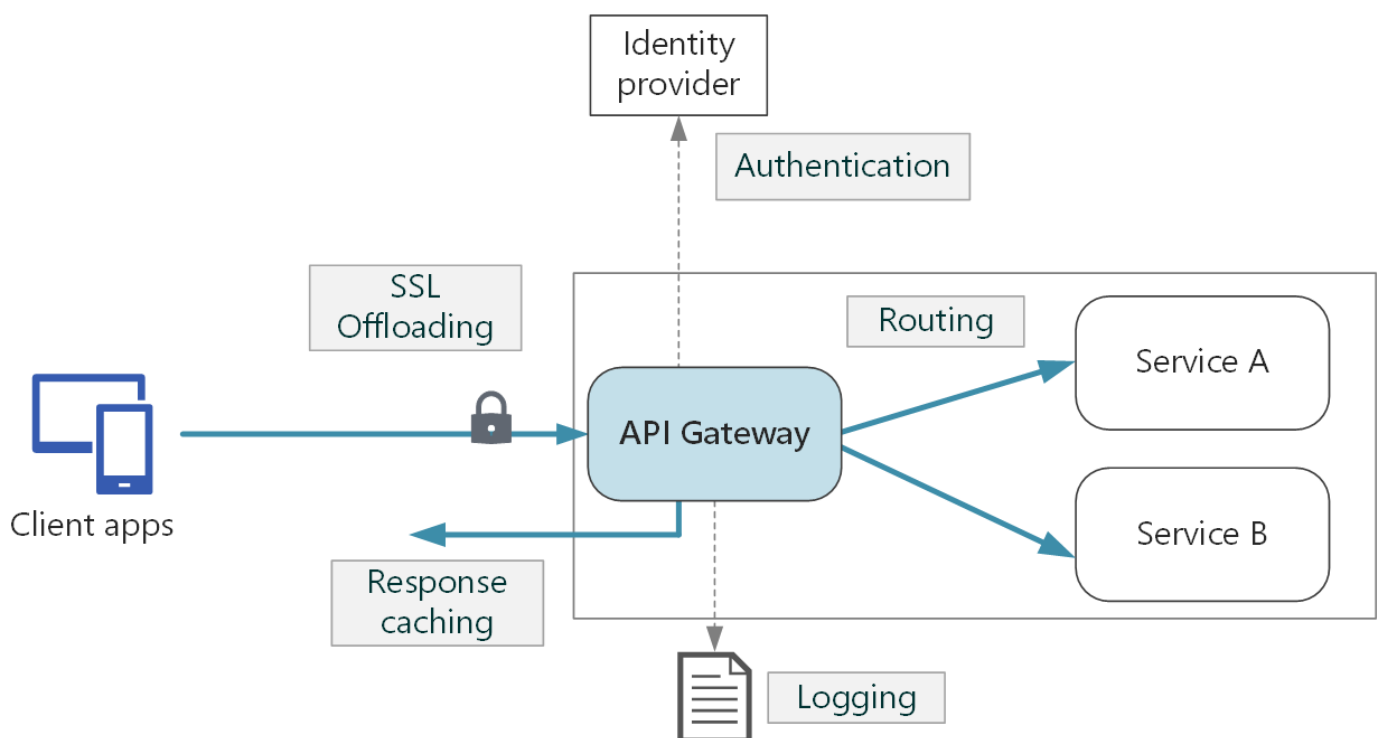 Identity
provider
Authentication
SSL
Offloading
Routing
Service A
API Gateway
Client apps
Service B
Response
caching
Logging